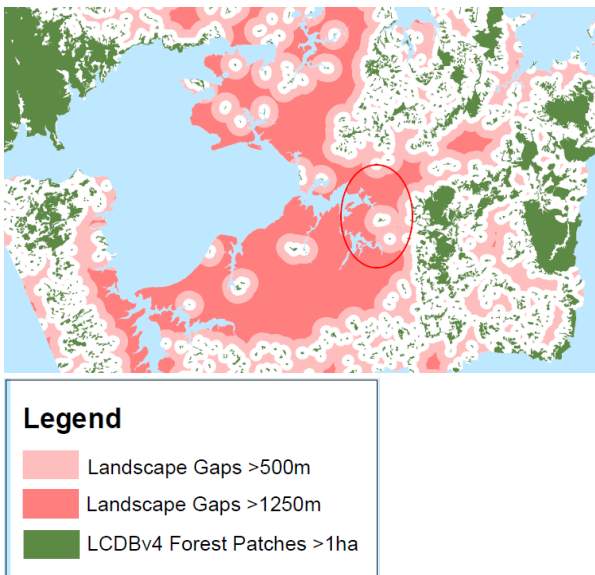 Legend
Landscape Gaps >500m
Landscape Gaps >1250m
LCDBv4 Forest Patches >1ha